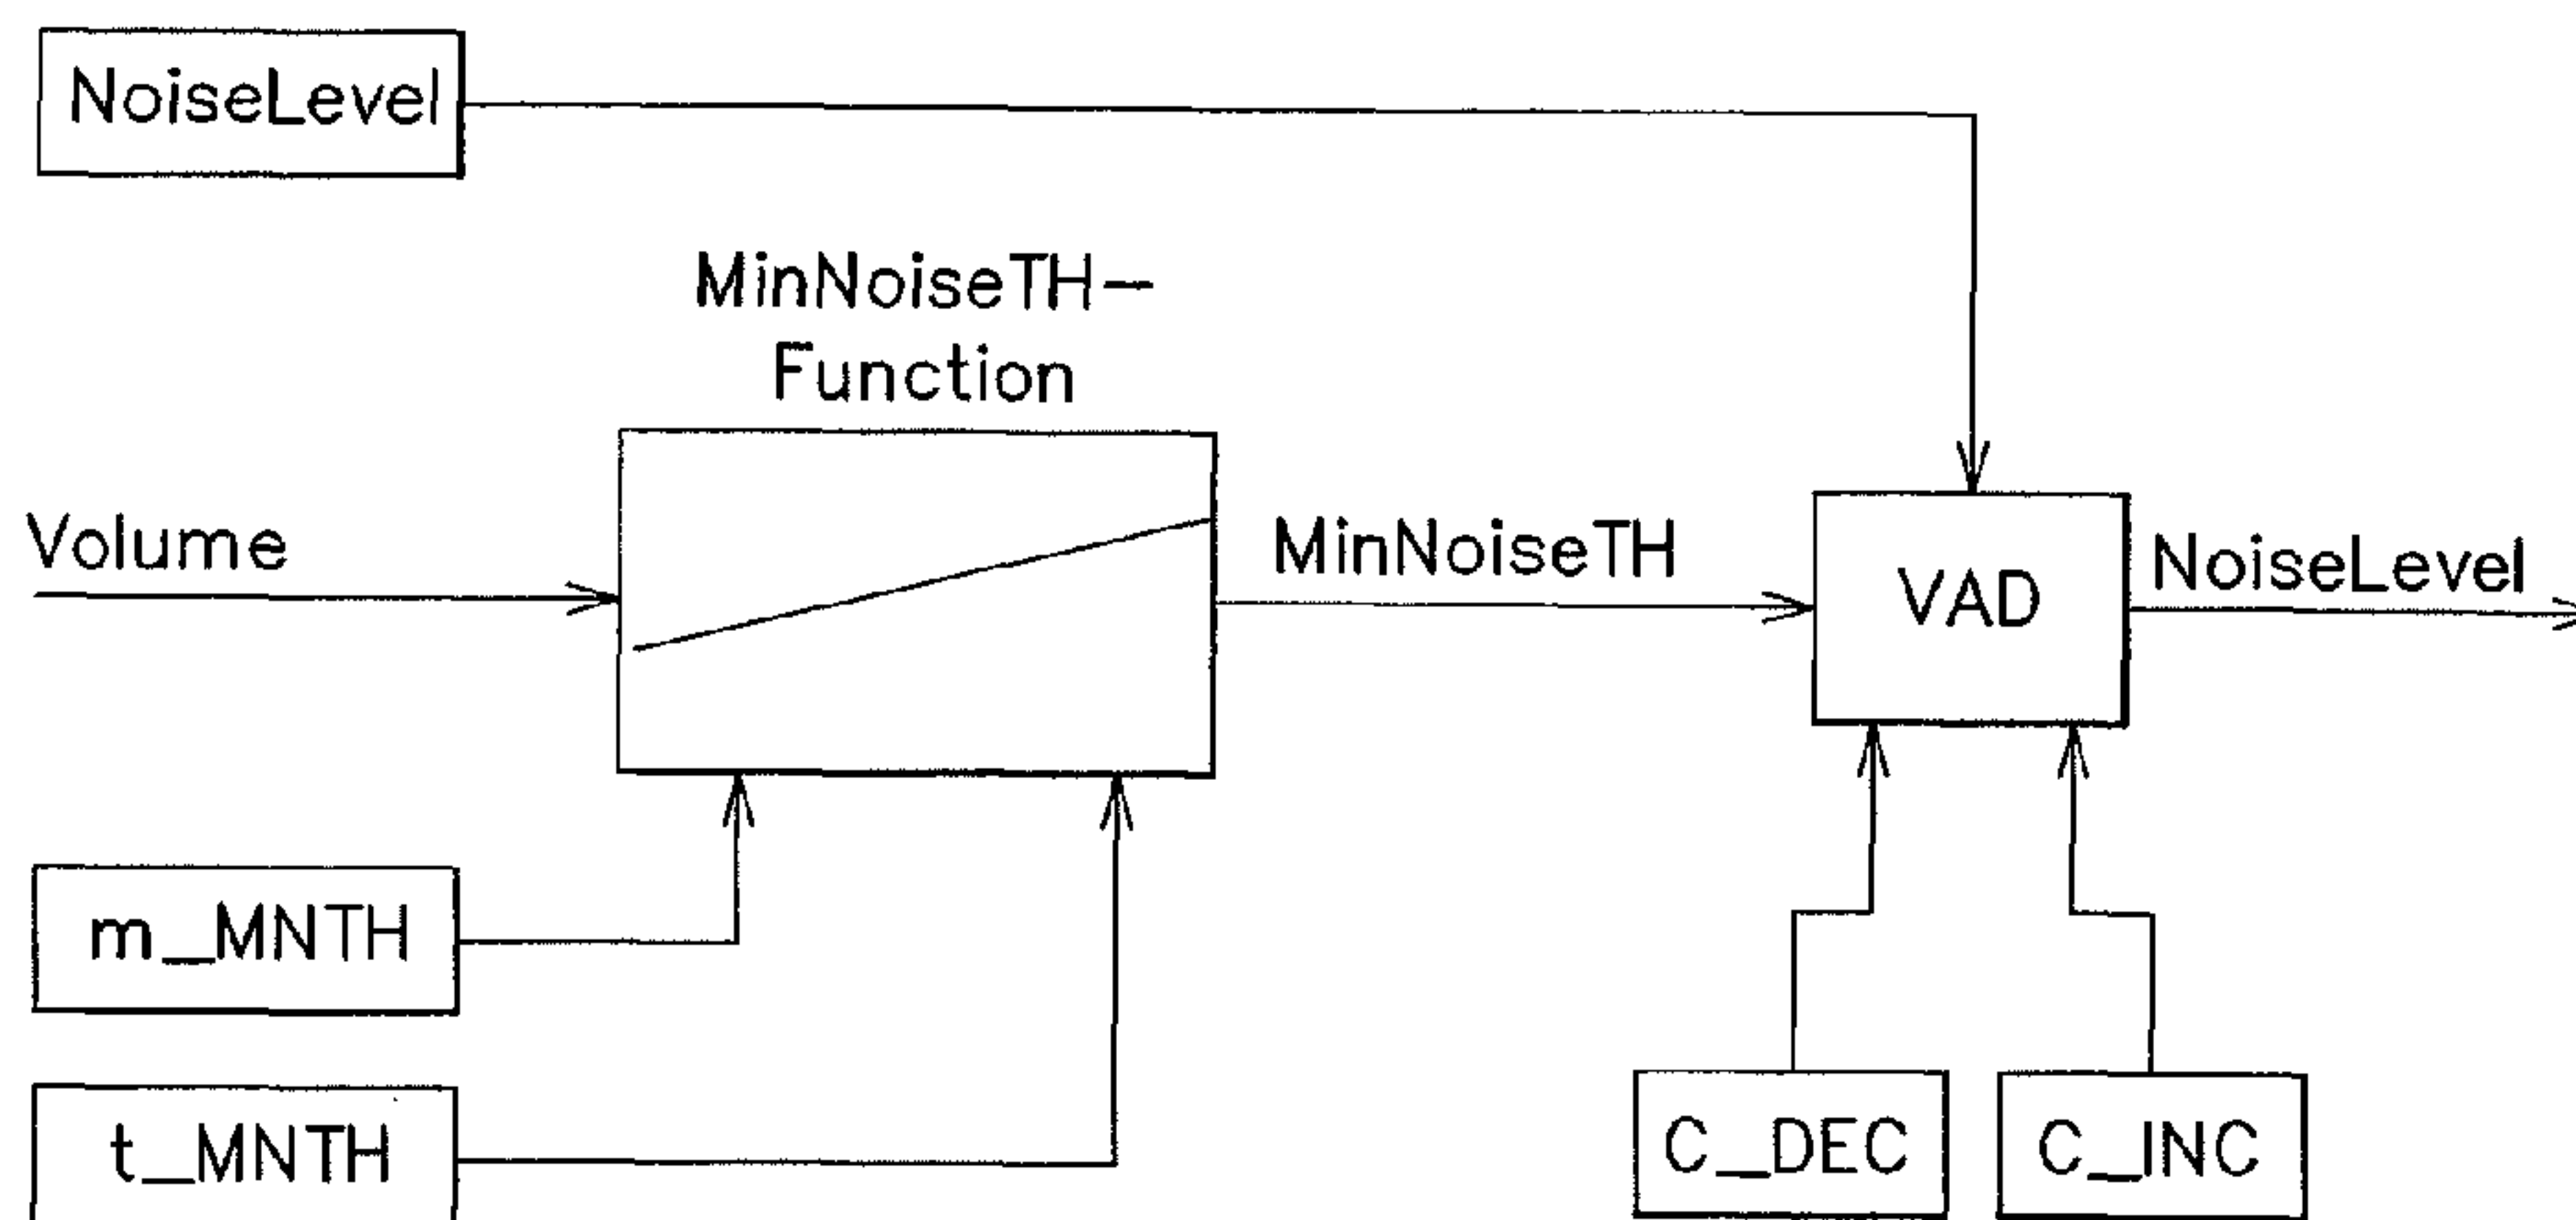 NoiseLevel
MinNoiseTH-
Function
Volume
MinNoiseTH
VAD
NoiseLevel
m_MNTH
t_MNTH
C_DEC
C_INC